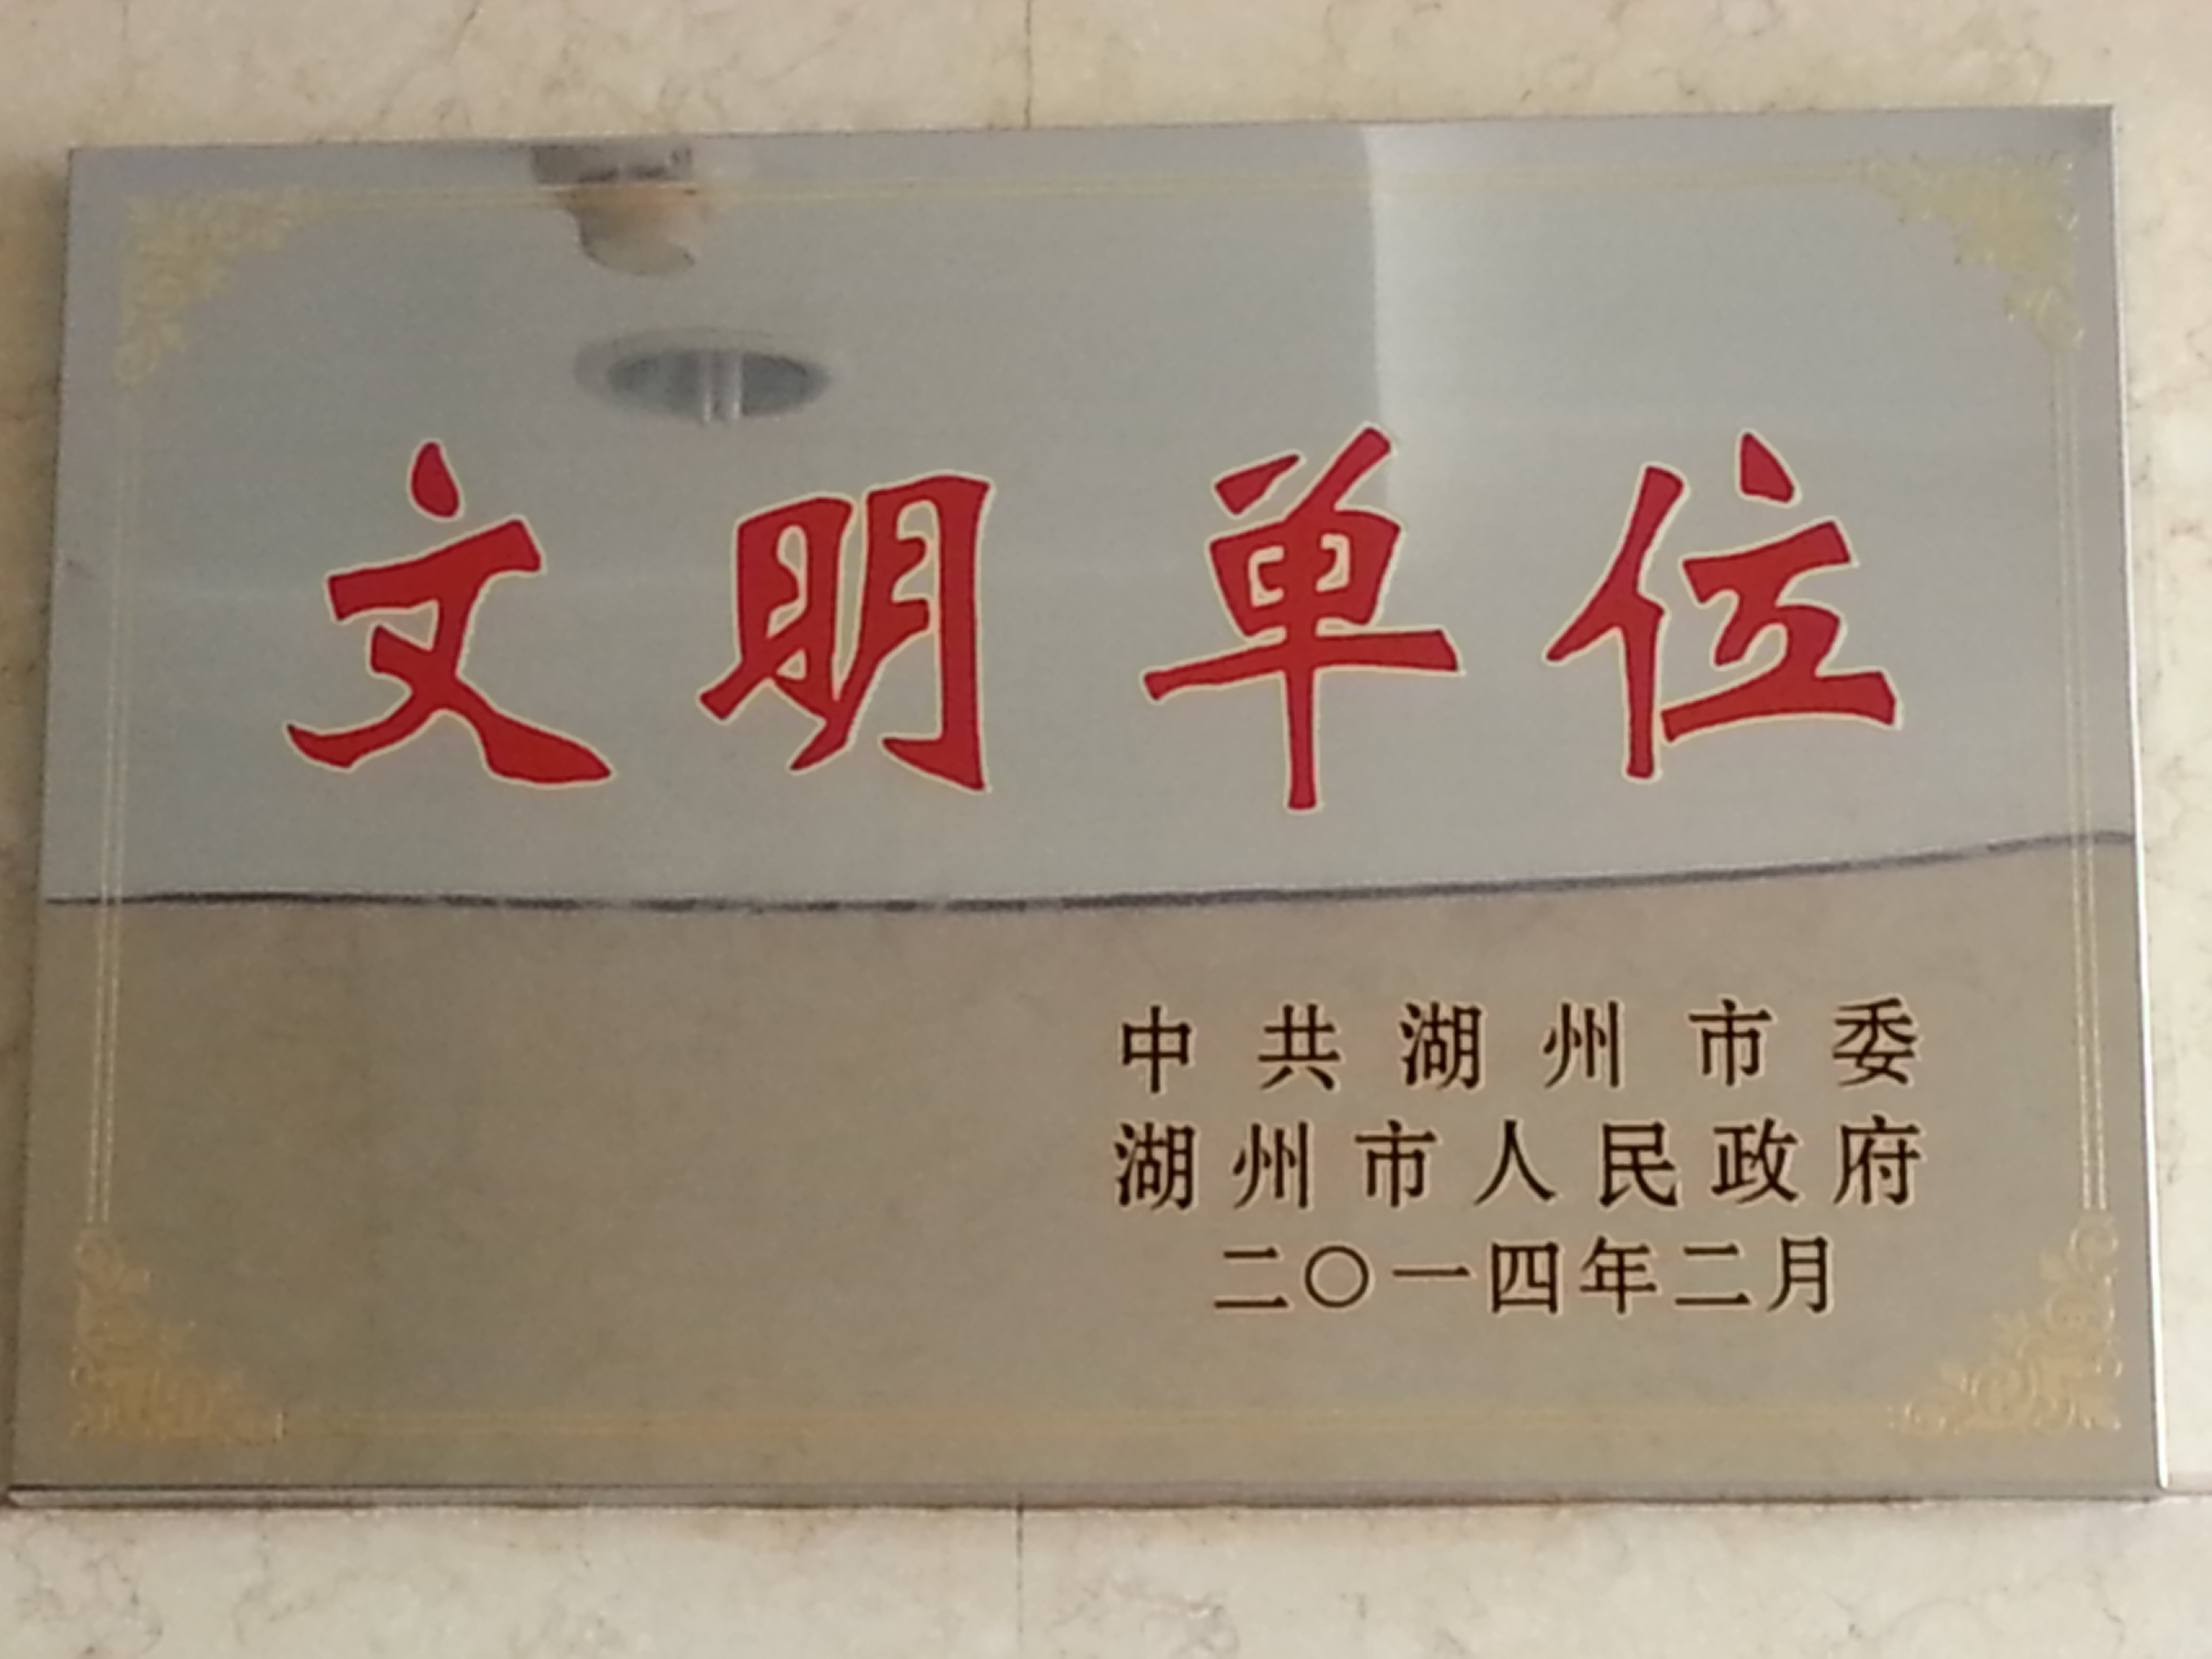 文明单位
中共湖州市委
湖州市人民政府
二〇一四年二月